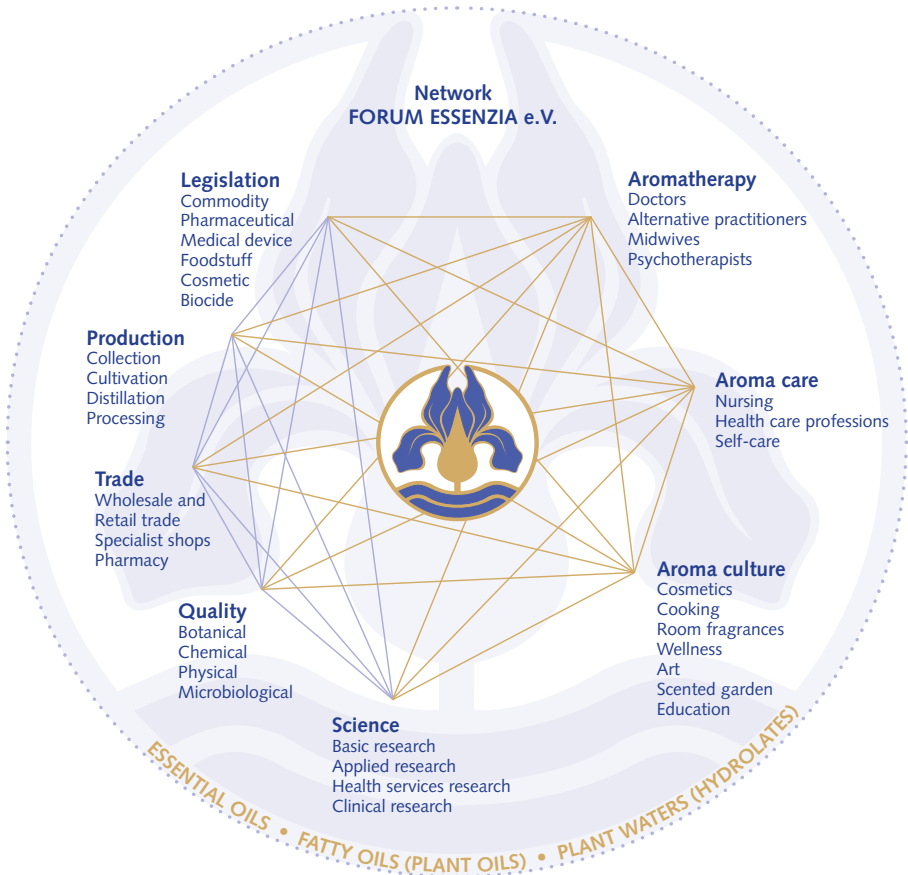 Network
FORUM ESSENZIA e.V.
Legislation
Commodity
Pharmaceutical
Medical device
Foodstuff
Cosmetic
Biocide
Aromatherapy
Doctors
Alternative practitioners
Midwives
Psychotherapists
Production
Collection
Cultivation
Distillation
Processing
Aroma care
Nursing
Health care professions
Self-care
Trade
Wholesale and
Retail trade
Specialist shops
Pharmacy
Aroma culture
Cosmetics
Cooking
Room fragrances
Wellness
Art
Scented garden
Education
Quality
Botanical
Chemical
Physical
Microbiological
Science
Basic research
Applied research
Health services research
Clinical research
ESSENTIAL OILS • FATTY OILS (PLANT OILS) • PLANT WATERS (HYDROLATES)